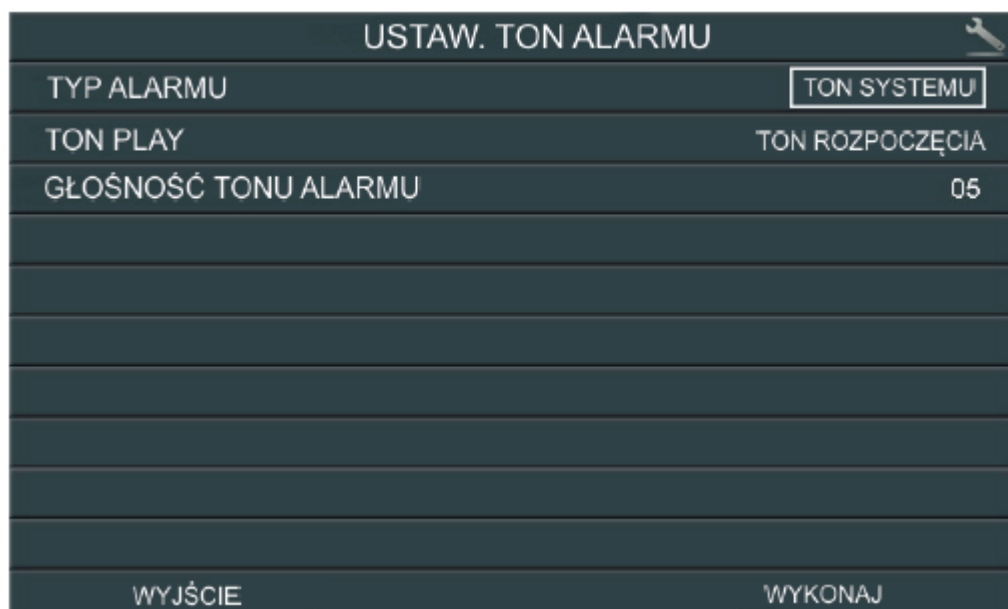 USTAW. TON ALARMU
TYP ALARMU TON SYSTEMU
TON PLAY TON ROZPOCZĘCIA
GŁOŚNOŚĆ TONU ALARMU 05
WYJŚCIE WYKONAJ